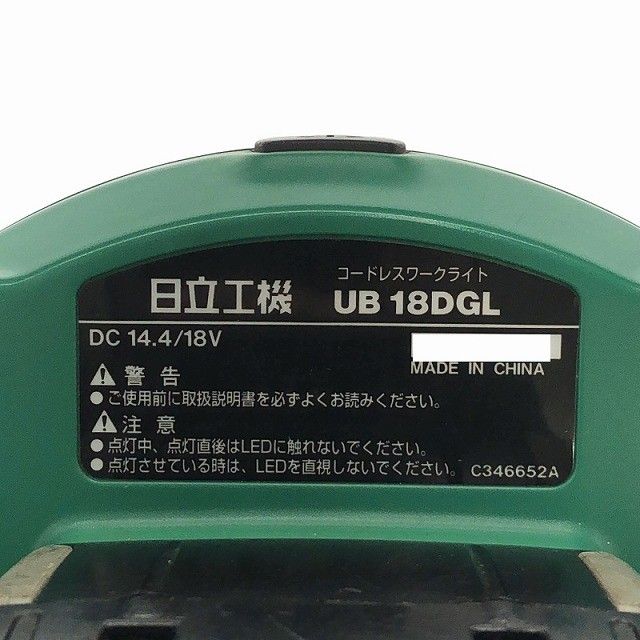 コードレスワークライト
日立工機 UB 18DGL
DC 14.4/18V
MADE IN CHINA
警告
●ご使用前に取扱説明書を必ずよくお読みください。
注意
●点灯中、点灯直後はLEDに触れないでください。
●点灯させている時は、LEDを直視しないでください。 C346652A